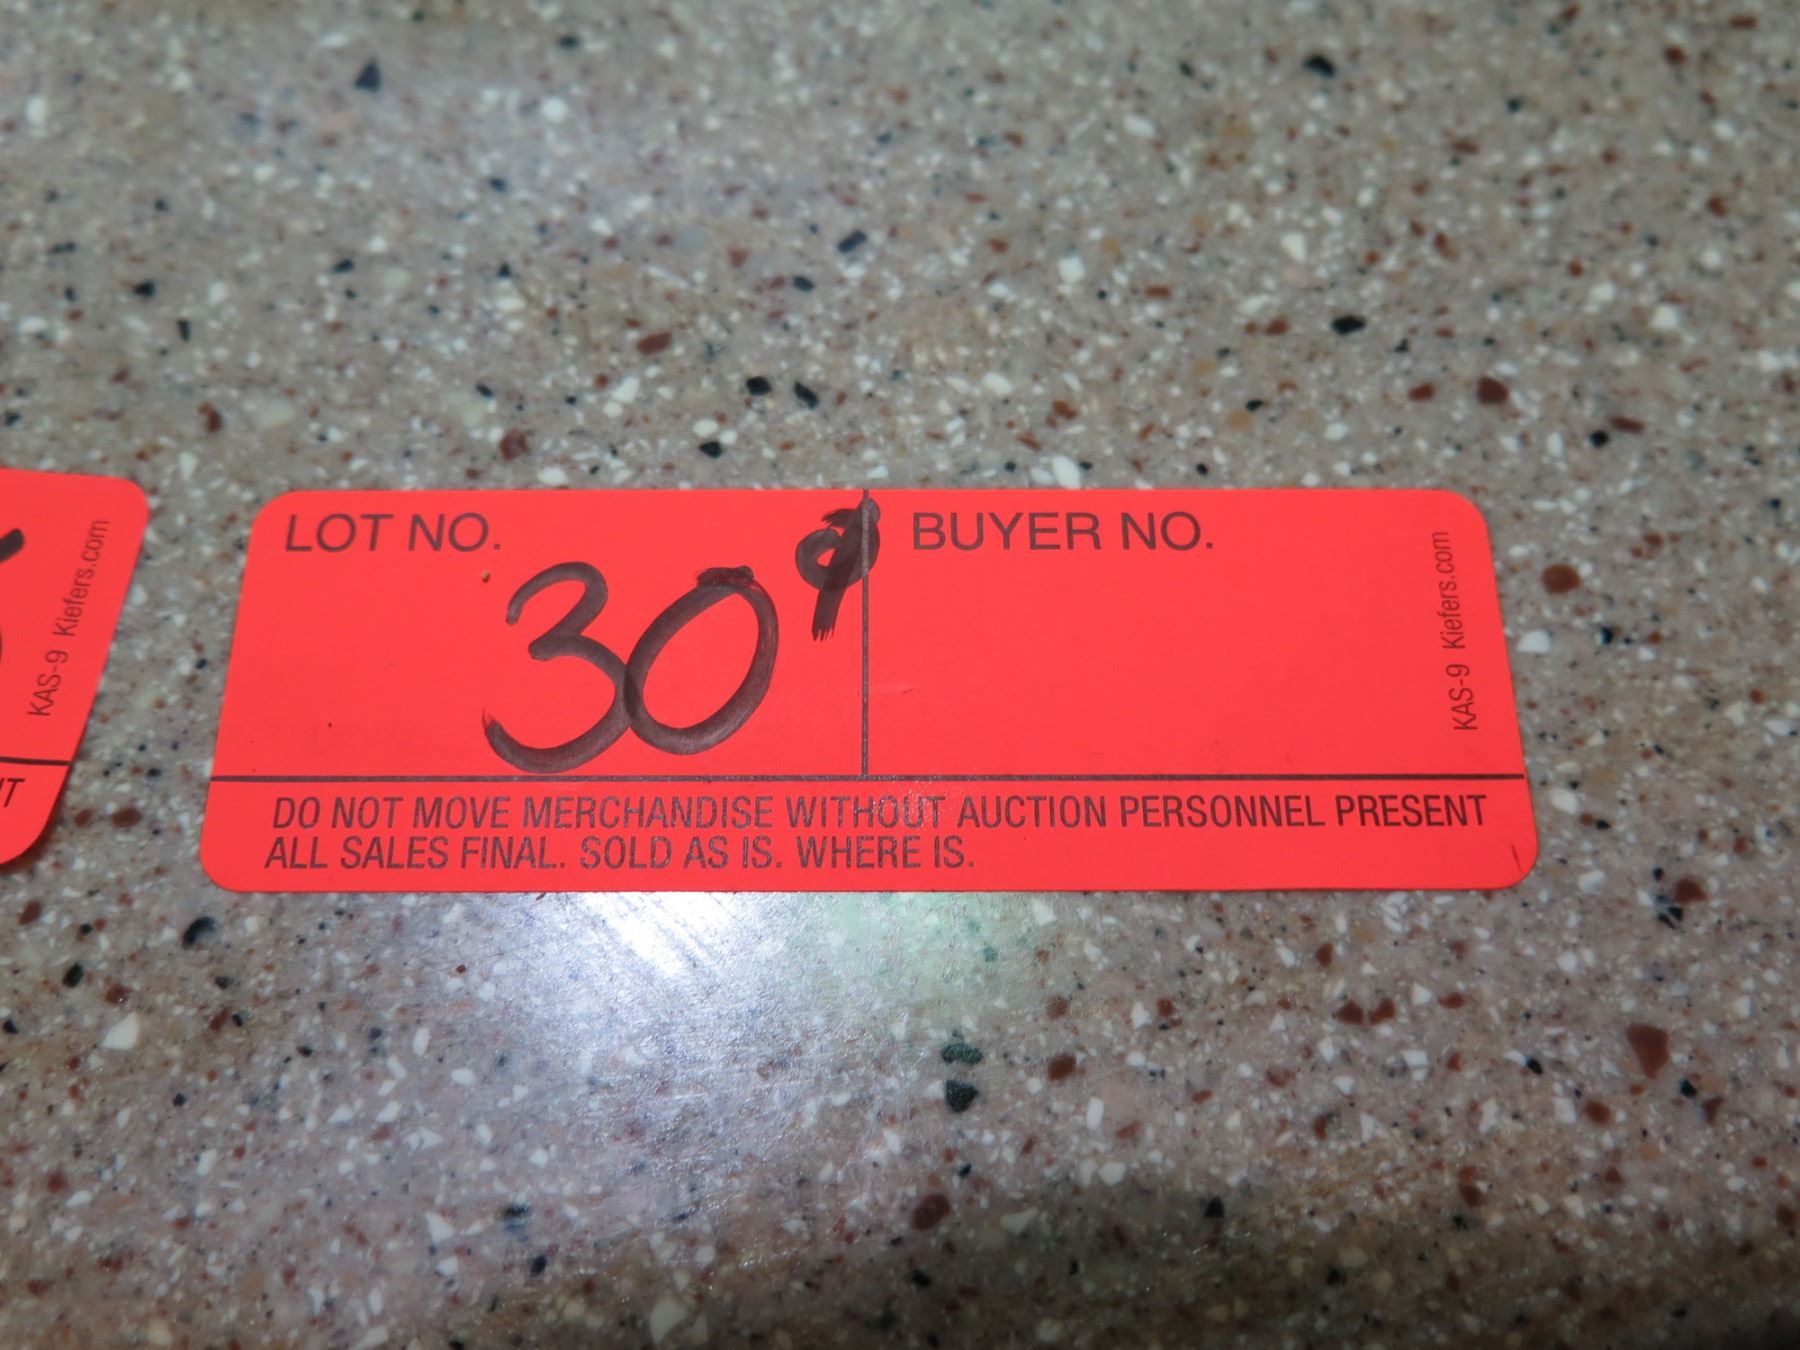 LOT NO.
30
BUYER NO.
KAS-9 Kiefers.com
DO NOT MOVE MERCHANDISE WITHOUT AUCTION PERSONNEL PRESENT
ALL SALES FINAL. SOLD AS IS. WHERE IS.
KAS-9 Kiefers.com